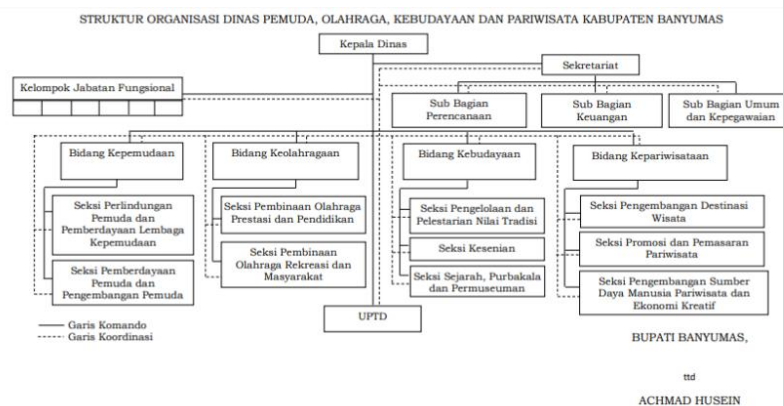 STRUKTUR ORGANISASI DINAS PEMUDA, OLAHRAGA, KEBUDAYAAN DAN PARIWISATA KABUPATEN BANYUMAS
Kepala Dinas
Sekretariat
Kelompok Jabatan Fungsional
Sub Bagian
Perencanaan
Sub Bagian
Keuangan
Sub Bagian Umum
dan Kepegawaian
Bidang Kepemudaan
Bidang Keolahragaan
Bidang Kebudayaan
Bidang Kepariwisataan
Seksi Perlindungan
Pemuda dan
Pemberdayaan Lembaga
Kepemudaan
Seksi Pemberdayaan
Pemuda dan
Pengembangan Pemuda
Seksi Pembinaan Olahraga
Prestasi dan Pendidikan
Seksi Pembinaan
Olahraga Rekreasi dan
Masyarakat
Seksi Pengelolaan dan
Pelestarian Nilai Tradisi
Seksi Kesenian
Seksi Sejarah, Purbakala
dan Permuseuman
Seksi Pengembangan Destinasi
Wisata
Seksi Promosi dan Pemasaran
Pariwisata
Seksi Pengembangan Sumber
Daya Manusia Pariwisata dan
Ekonomi Kreatif
UPTD
Garis Komando
Garis Koordinasi
BUPATI BANYUMAS,
ttd
ACHMAD HUSEIN